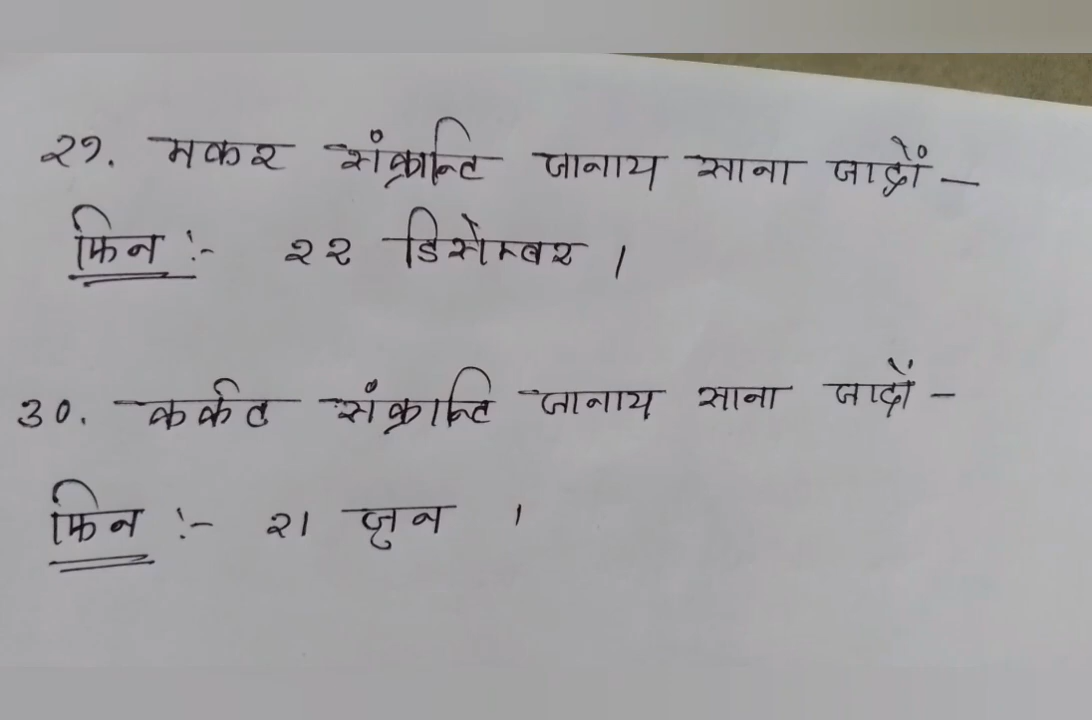 २९. मकर संक्रान्ति जानाय साना जाद्रों -
फिन :- २२ डिसेम्बर ।
३०. कर्कट संक्रान्ति जानाय साना जादों -
फिन :- २१ जुन ।